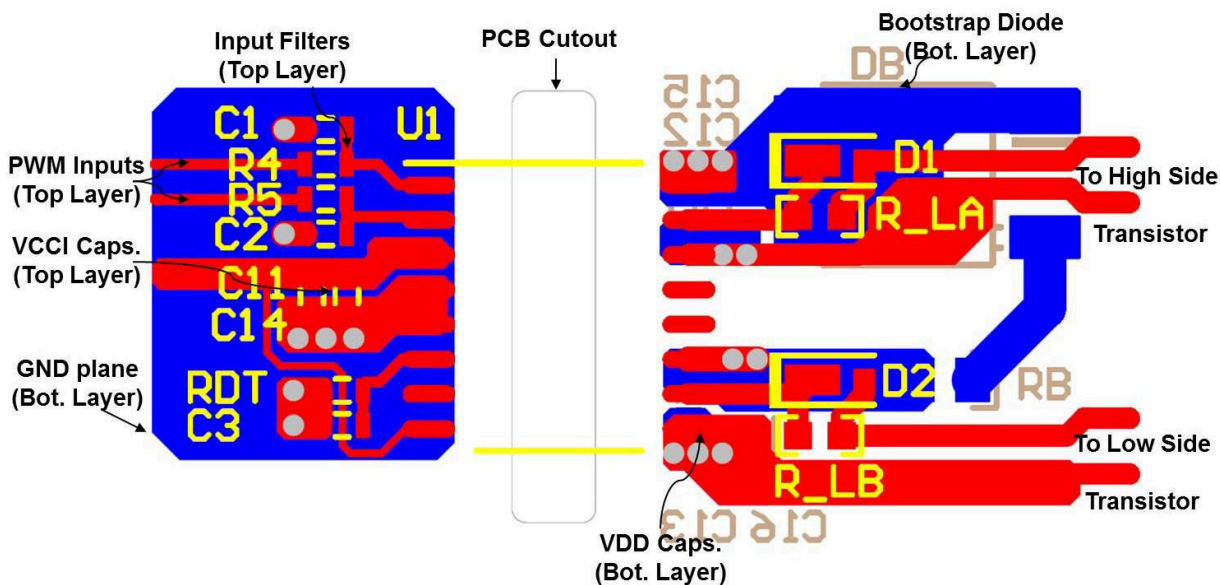 Input Filters
(Top Layer)
PCB Cutout
Bootstrap Diode
(Bot. Layer)
PWM Inputs
(Top Layer)
VCCI Caps.
(Top Layer)
GND plane
(Bot. Layer)
C1
U1
R4
R5
C2
C11
C14
RDT
C3
DB
C15
C12
D1
R_LA
To High Side
Transistor
D2
RB
R_LB
To Low Side
Transistor
C13
C16
VDD Caps.
(Bot. Layer)